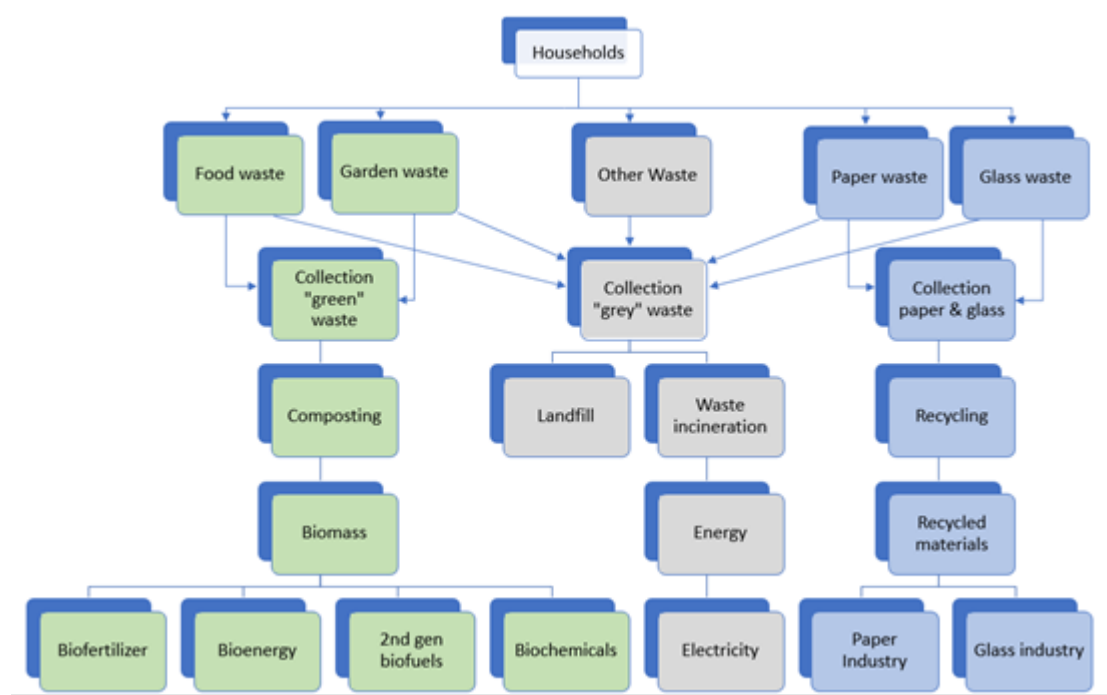 Households
Food waste
Garden waste
Other Waste
Paper waste
Glass waste
Collection
"green"
waste
Collection
"grey" waste
Collection
paper & glass
Composting
Landfill
Waste
incineration
Recycling
Biomass
Energy
Recycled
materials
Biofertilizer
Bioenergy
2nd gen
biofuels
Biochemicals
Electricity
Paper
Industry
Glass industry